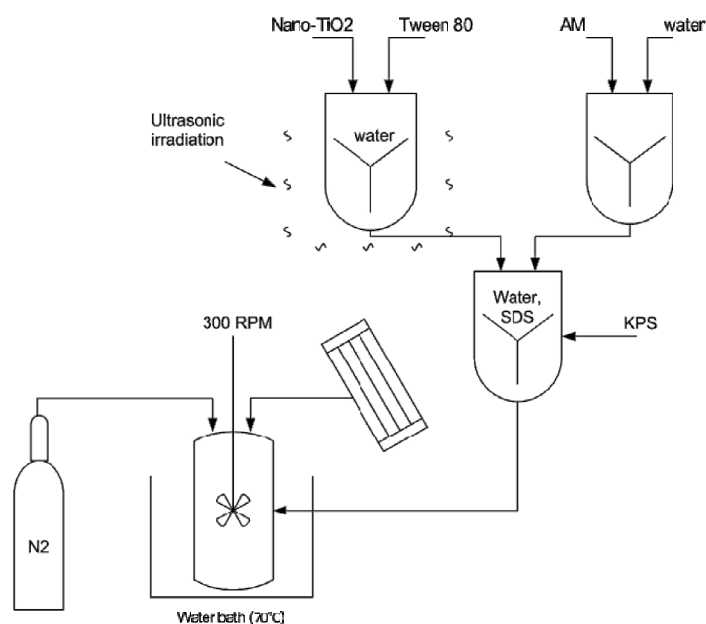 Nano-TiO2
Tween 80
AM
water
Ultrasonic
irradiation
water
Water,
SDS
KPS
300 RPM
N2
Water bath (70℃)